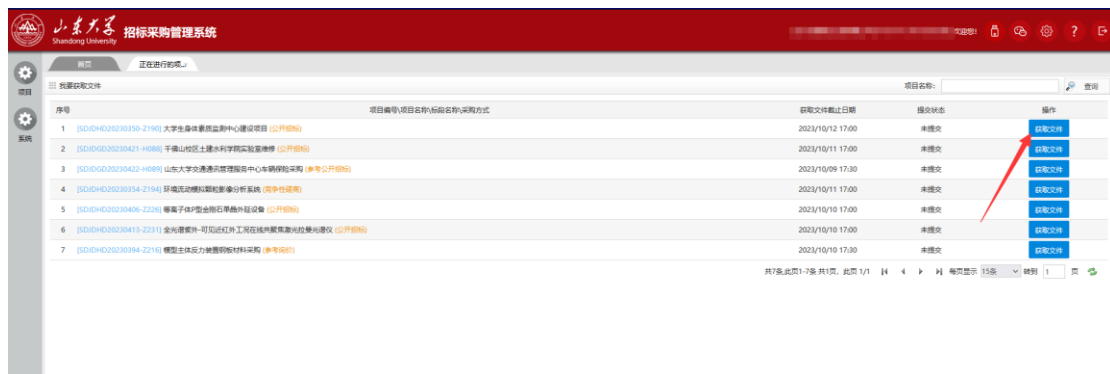 山东大学 招标采购管理系统
Shandong University
欢迎您!
首页 正在进行的项../
项目
我要获取文件 项目名称: 查询
系统
序号 项目编号\项目名称\标段名称\采购方式 获取文件截止日期 提交状态 操作
1 [SDJDHD20230350-Z190] 大学生身体素质监测中心建设项目 (公开招标) 2023/10/12 17:00 未提交 获取文件
2 [SDJDGD20230421-H088] 千佛山校区土建水利学院实验室维修 (公开招标) 2023/10/11 17:00 未提交 获取文件
3 [SDJDGD20230422-H089] 山东大学交通通讯管理服务中心车辆保险采购 (参考公开招标) 2023/10/09 17:30 未提交 获取文件
4 [SDJDHD20230354-Z194] 环境流动模拟颗粒影像分析系统 (竞争性磋商) 2023/10/11 17:00 未提交 获取文件
5 [SDJDHD20230406-Z226] 等离子体P型金刚石单晶外延设备 (公开招标) 2023/10/10 17:00 未提交 获取文件
6 [SDJDHD20230413-Z231] 全光谱紫外-可见近红外工况在线共聚焦激光拉曼光谱仪 (公开招标) 2023/10/10 17:00 未提交 获取文件
7 [SDJDHD20230394-Z216] 模型主体反力装置钢板材料采购 (参考询价) 2023/10/10 17:30 未提交 获取文件
共7条,此页1-7条 共1页, 此页 1/1 每页显示 15条 转到 1 页